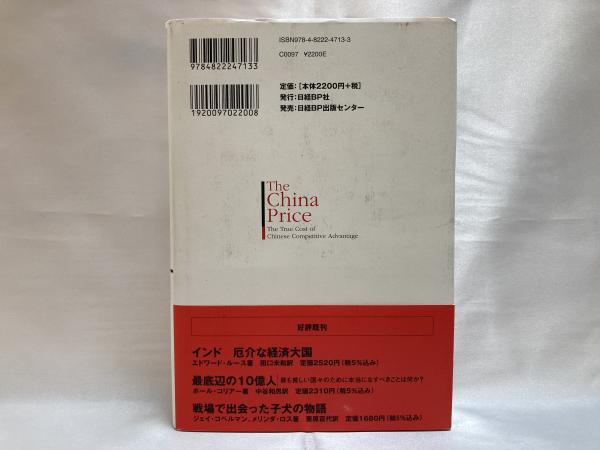 ISBN978-4-8222-4713-3
C0097 ¥2200E
9784822247133
1920097022008
定価：［本体2200円＋税］
発行：日経BP社
発売：日経BP出版センター
The
China
Price
The True Cost of
Chinese Competitive Advantage
好評既刊
インド 厄介な経済大国
エドワード・ルース著 田口未和訳 定価2520円（税5％込み）
最底辺の10億人 最も貧しい国々のために本当になすべきことは何か？
ポール・コリアー著 中谷和男訳 定価2310円（税5％込み）
戦場で出会った子犬の物語
ジェイ・コペルマン、メリンダ・ロス著 栗原百代訳 定価1680円（税5％込み）